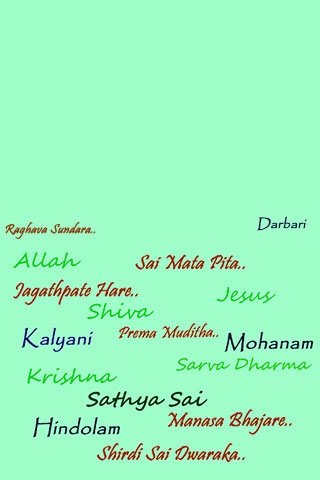 Darbari
Raghava Sundara..
Allah
Sai Mata Pita..
Jagathpate Hare..
Jesus
Shiva
Prema Muditha..
Kalyani
Mohanam
Sarva Dharma
Krishna
Sathya Sai
Manasa Bhajare..
Hindolam
Shirdi Sai Dwaraka..